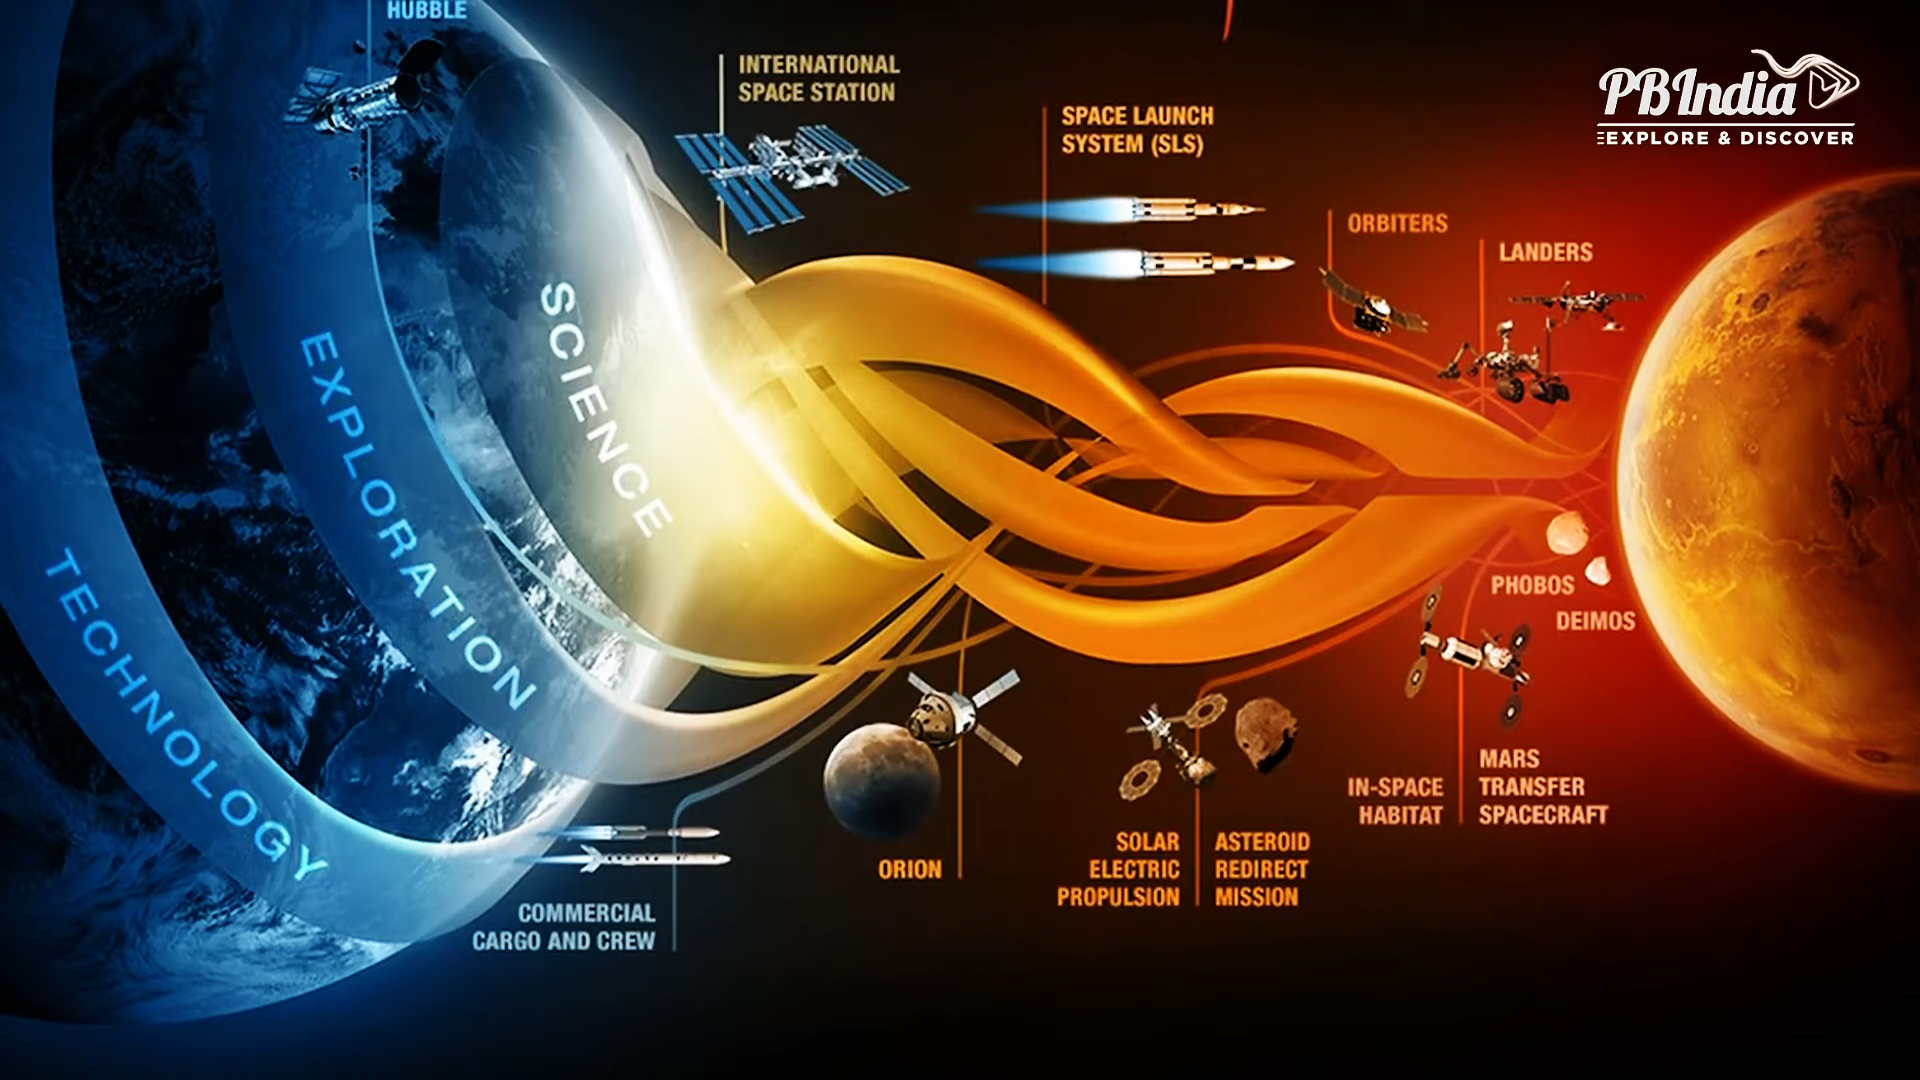 HUBBLE
INTERNATIONAL
SPACE STATION
SPACE LAUNCH
SYSTEM (SLS)
PBIndia
EXPLORE & DISCOVER
ORBITERS
LANDERS
SCIENCE
EXPLORATION
TECHNOLOGY
PHOBOS
DEIMOS
MARS
TRANSFER
SPACECRAFT
IN-SPACE
HABITAT
SOLAR
ELECTRIC
PROPULSION
ASTEROID
REDIRECT
MISSION
ORION
COMMERCIAL
CARGO AND CREW